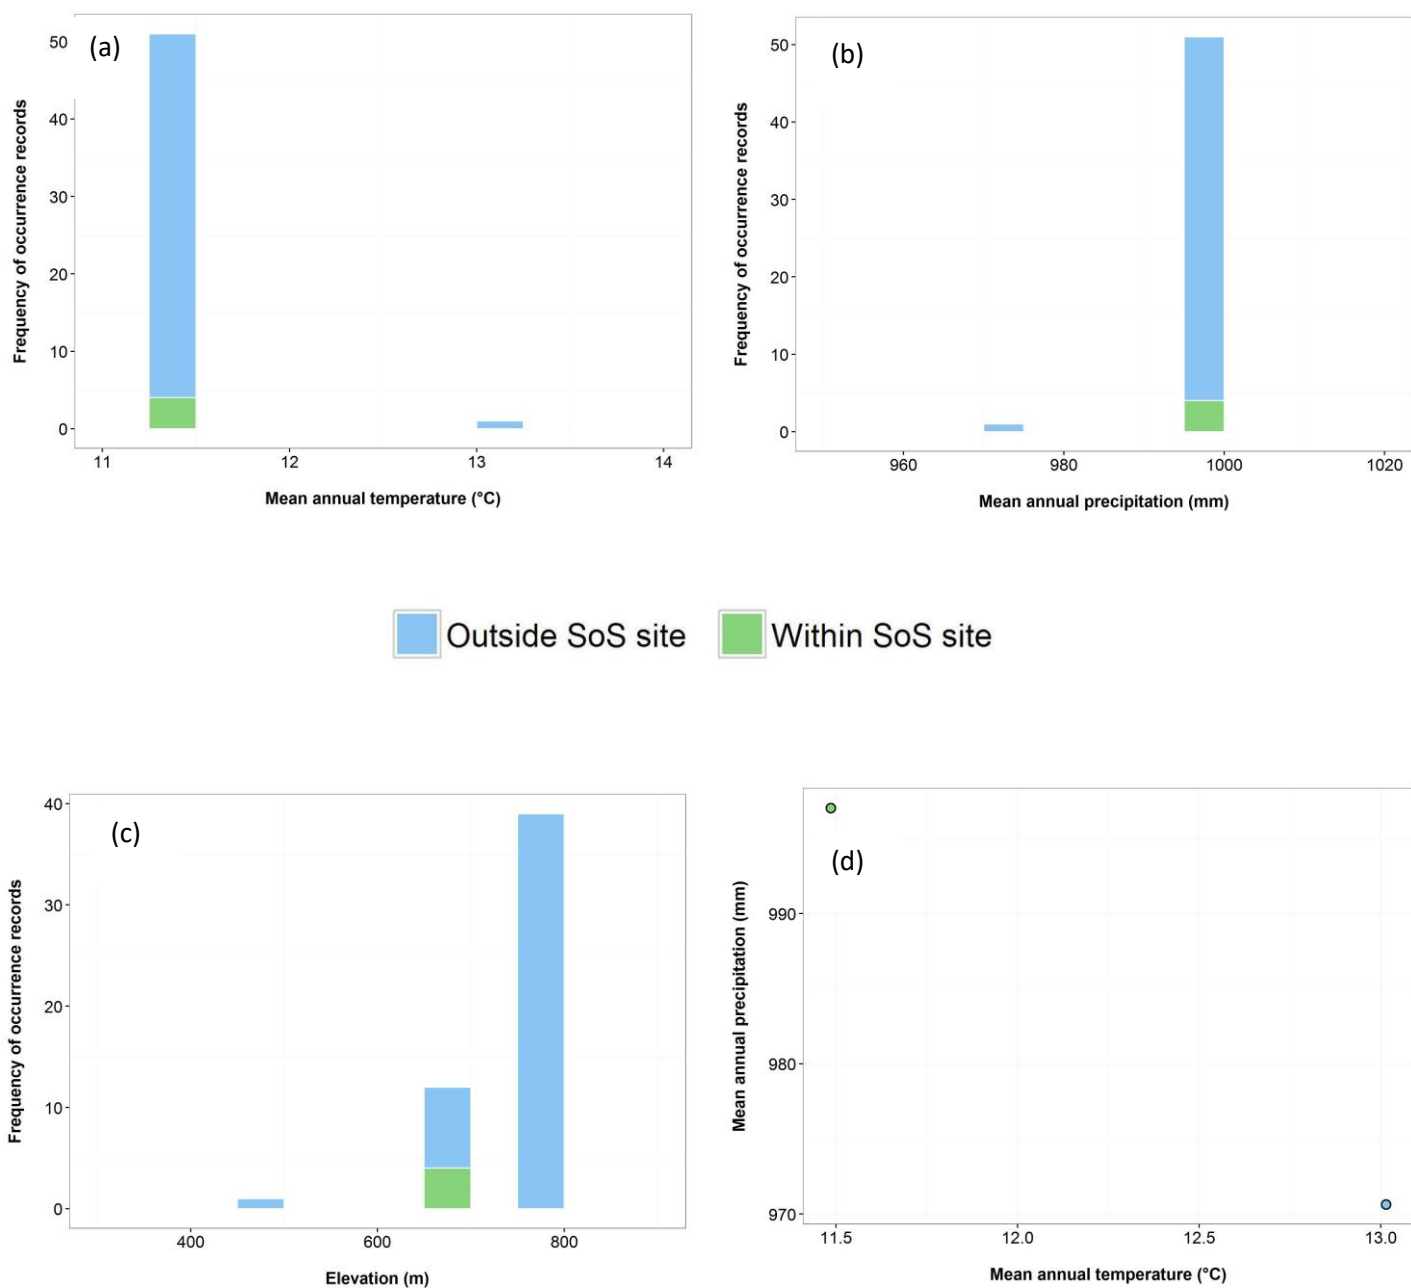 (a)
Frequency of occurrence records
50
40
30
20
10
0
11 12 13 14
Mean annual temperature (°C)
(b)
Frequency of occurrence records
50
40
30
20
10
0
960 980 1000 1020
Mean annual precipitation (mm)
Outside SoS site Within SoS site
(c)
Frequency of occurrence records
40
30
20
10
0
400 600 800
Elevation (m)
(d)
Mean annual precipitation (mm)
990
980
970
11.5 12.0 12.5 13.0
Mean annual temperature (°C)